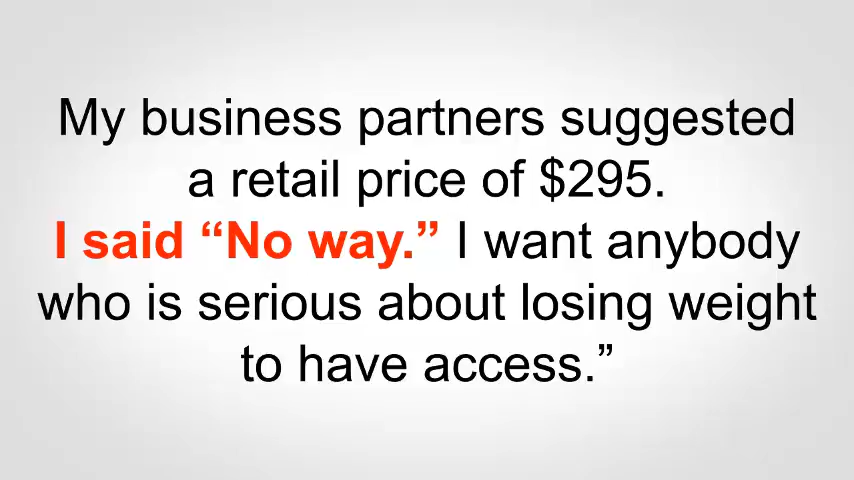 My business partners suggested
a retail price of $295.
I said “No way.” I want anybody
who is serious about losing weight
to have access.”